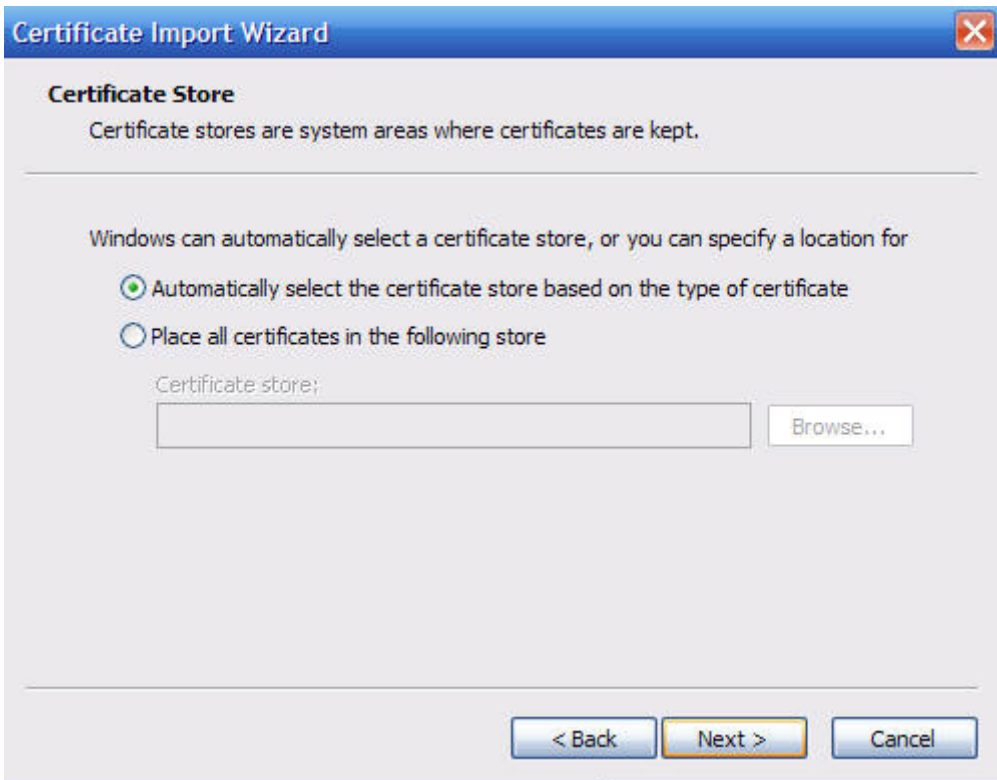 Certificate Import Wizard
Certificate Store
Certificate stores are system areas where certificates are kept.
Windows can automatically select a certificate store, or you can specify a location for
Automatically select the certificate store based on the type of certificate
Place all certificates in the following store
Certificate store:
Browse...
< Back
Next >
Cancel